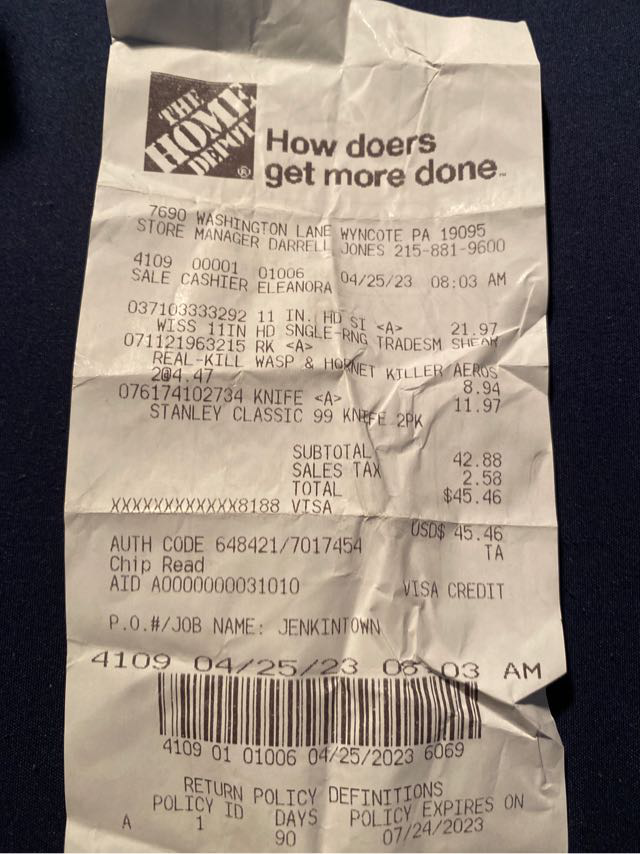 THE
HOME
DEPOT®
How doers
get more done™
7690 WASHINGTON LANE WYNCOTE PA 19095
STORE MANAGER DARRELL JONES 215-881-9600
4109 00001 01006 04/25/23 08:03 AM
SALE CASHIER ELEANORA
037103333292 11 IN. HD SI <A> 21.97
WISS 11IN HD SNGLE-RNG TRADESM SHEAR
071121963215 RK <A>
REAL-KILL WASP & HORNET KILLER AEROS
2@4.47 8.94
076174102734 KNIFE <A> 11.97
STANLEY CLASSIC 99 KNIFE 2PK
SUBTOTAL 42.88
SALES TAX 2.58
TOTAL $45.46
XXXXXXXXXXXX8188 VISA
USD$ 45.46
AUTH CODE 648421/7017454 TA
Chip Read
AID A0000000031010 VISA CREDIT
P.O.#/JOB NAME: JENKINTOWN
4109 04/25/23 08:03 AM
4109 01 01006 04/25/2023 6069
RETURN POLICY DEFINITIONS
POLICY ID DAYS POLICY EXPIRES ON
A 1 90 07/24/2023